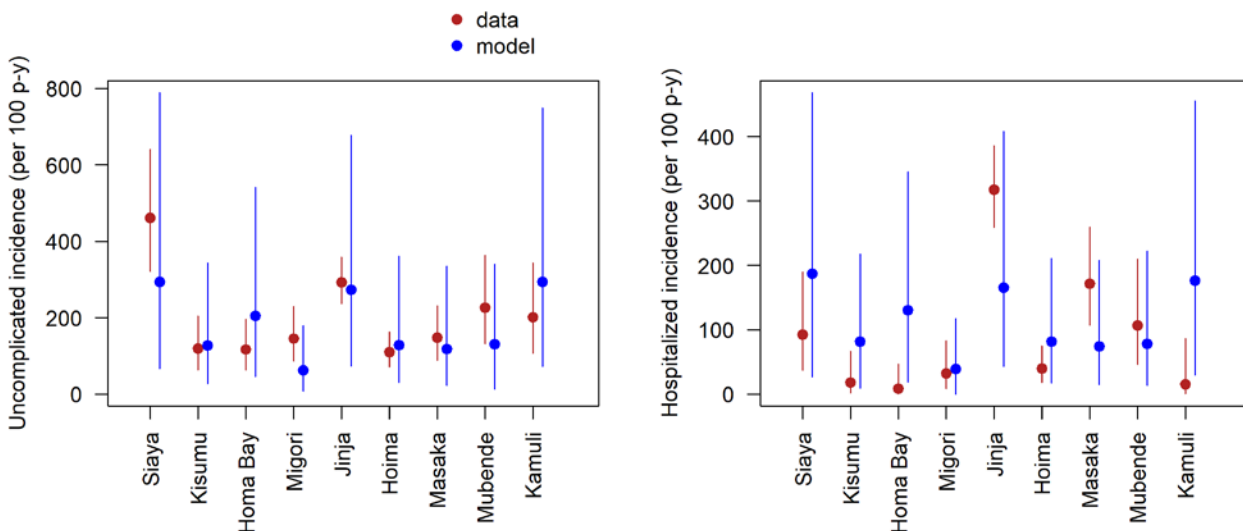 data
model
Uncomplicated incidence (per 100 p-y)
800
600
400
200
0
Siaya
Kisumu
Homa Bay
Migori
Jinja
Hoima
Masaka
Mubende
Kamuli
Hospitalized incidence (per 100 p-y)
400
300
200
100
0
Siaya
Kisumu
Homa Bay
Migori
Jinja
Hoima
Masaka
Mubende
Kamuli